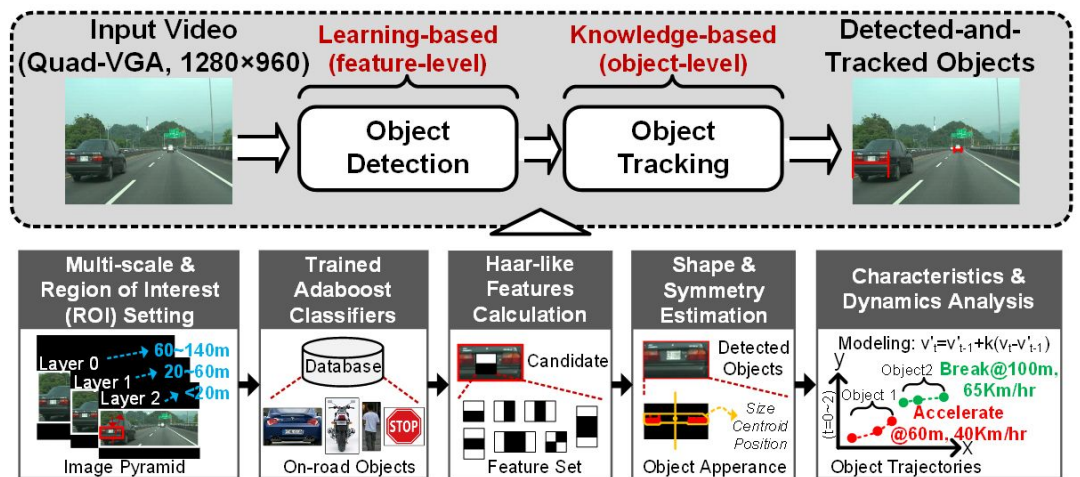 Input Video
(Quad-VGA, 1280×960)
Learning-based
(feature-level)
Knowledge-based
(object-level)
Detected-and-
Tracked Objects
Object
Detection
Object
Tracking
Multi-scale &
Region of Interest
(ROI) Setting
Layer 0
60~140m
Layer 1
20~60m
Layer 2
<20m
Image Pyramid
Trained
Adaboost
Classifiers
Database
STOP
On-road Objects
Haar-like
Features
Calculation
Candidate
Feature Set
Shape &
Symmetry
Estimation
Detected
Objects
Size
Centroid
Position
Object Apperance
Characteristics &
Dynamics Analysis
Modeling: v't=v't-1+k(vt-v't-1)
y
(t=0~2)
Object2
Break@100m,
65Km/hr
Object 1
Accelerate
@60m, 40Km/hr
X
Object Trajectories